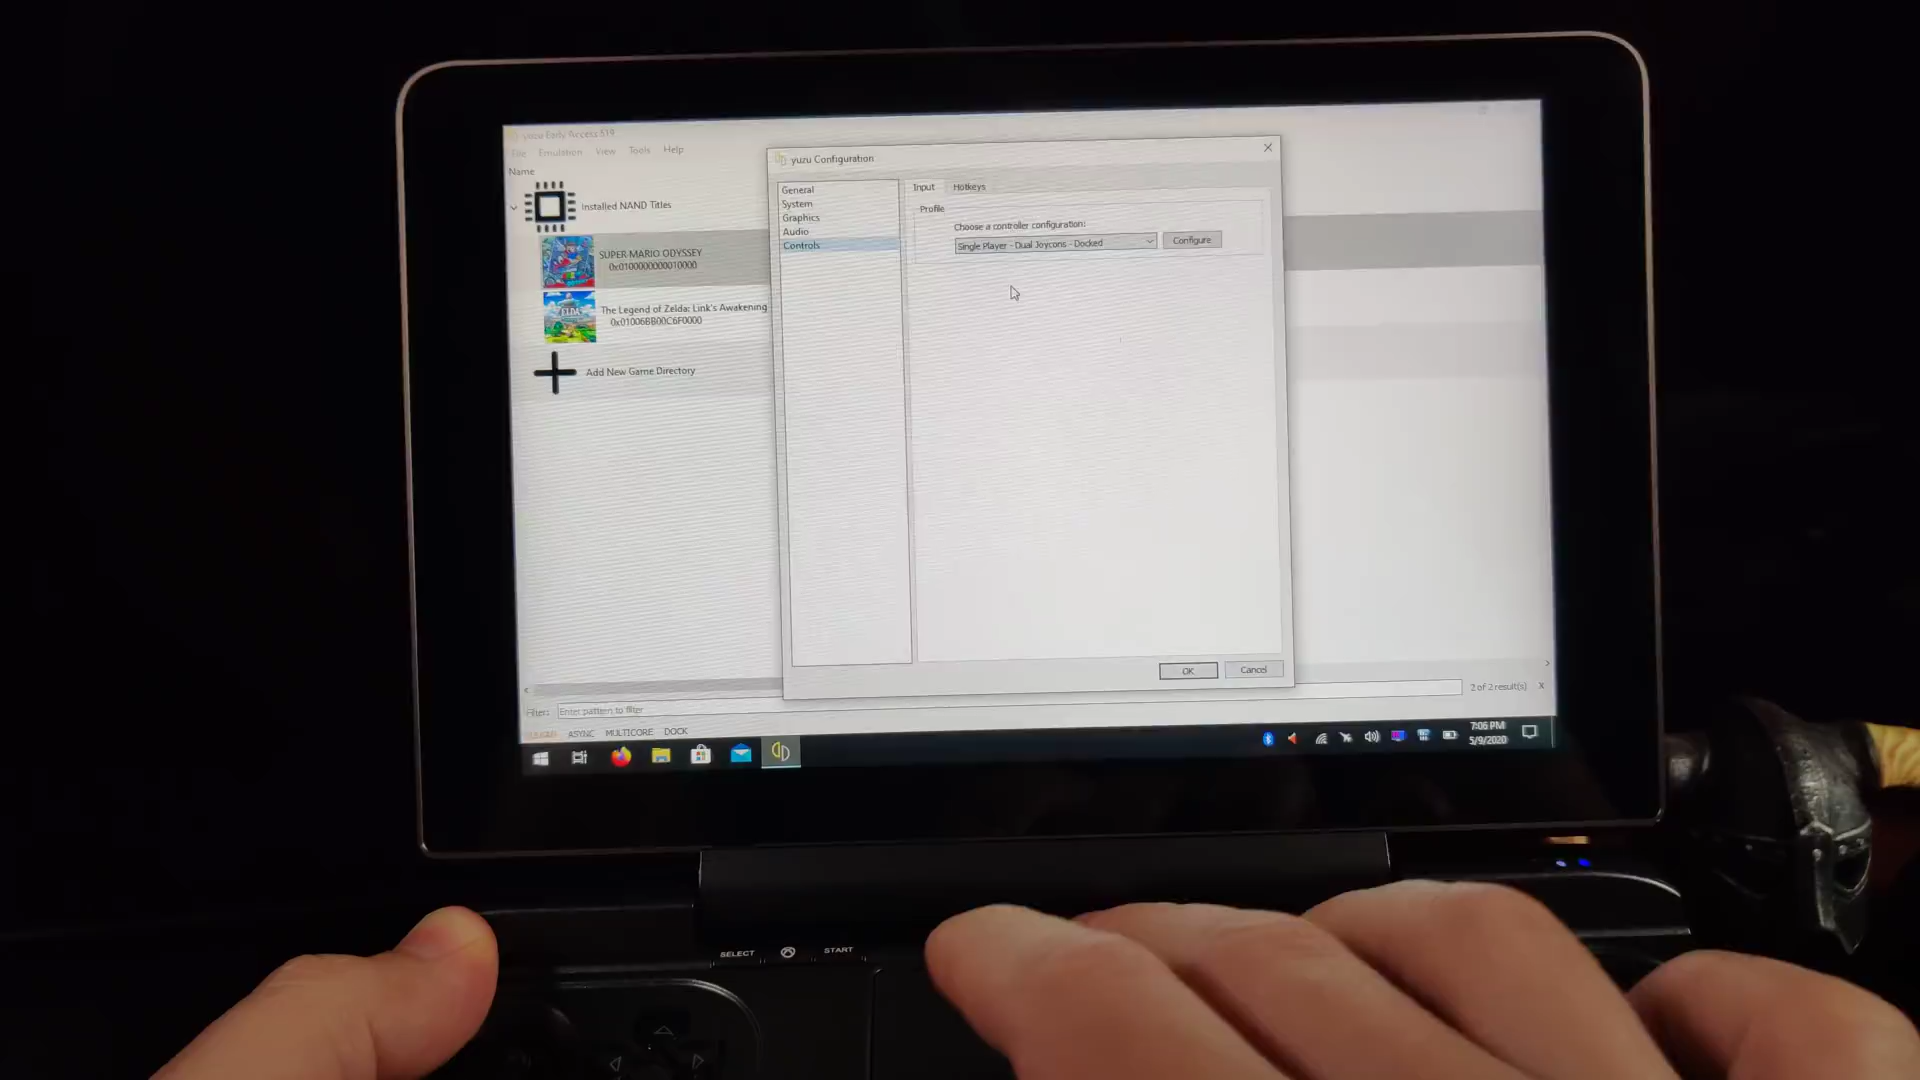 yuzu Early Access 619
File Emulation View Tools Help
Name
Installed NAND Titles
SUPER MARIO ODYSSEY
0x0100000000010000
The Legend of Zelda: Link's Awakening
0x01006BB00C6F0000
Add New Game Directory
yuzu Configuration
General
System
Graphics
Audio
Controls
Input Hotkeys
Profile
Choose a controller configuration:
Single Player - Dual Joycons - Docked
Configure
OK Cancel
Filter: Enter pattern to filter
2 of 2 result(s) X
VULKAN ASYNC MULTICORE DOCK
7:06 PM
5/9/2020
SELECT START